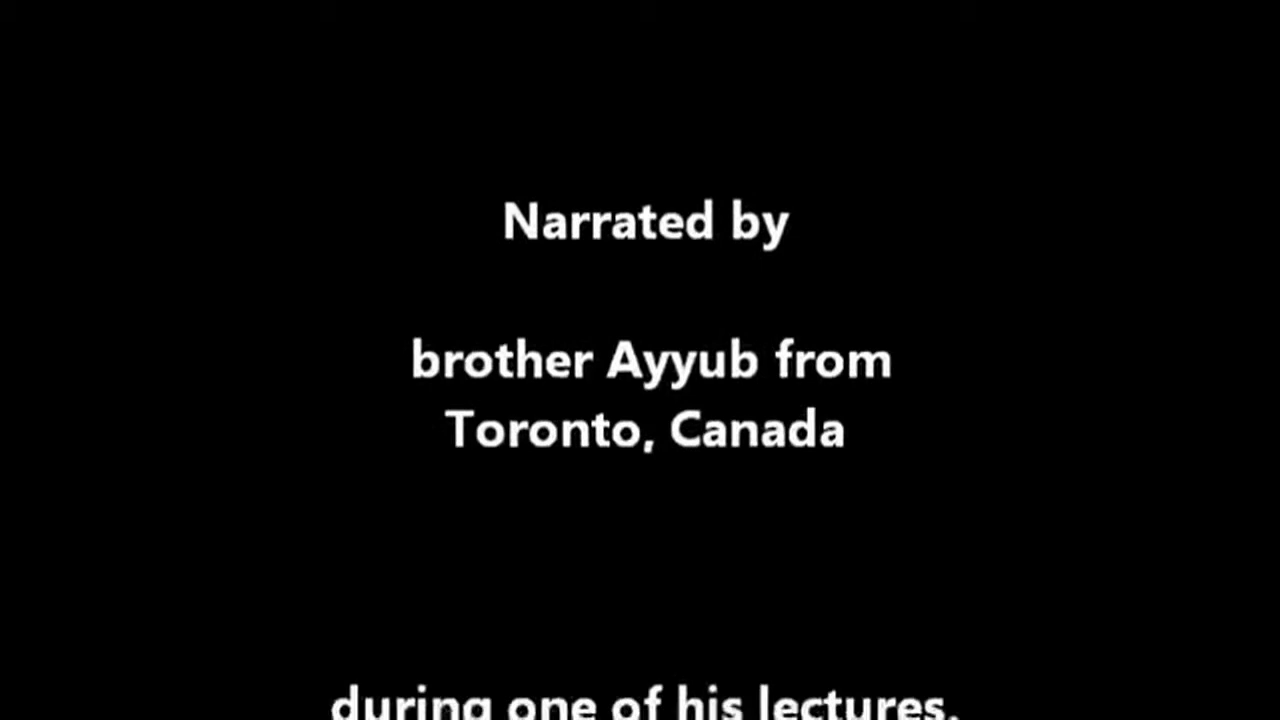 Narrated by
brother Ayyub from
Toronto, Canada
during one of his lectures.